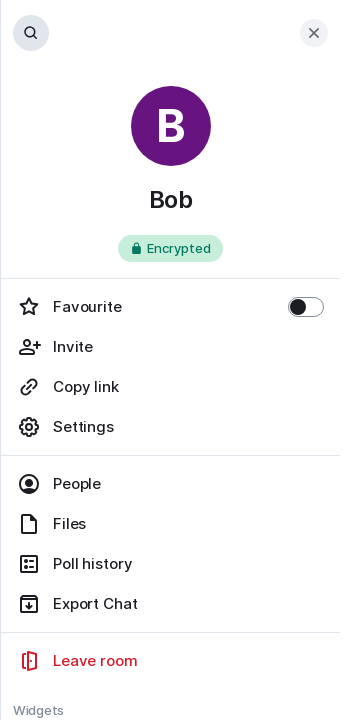 B
Bob
Encrypted
Favourite
Invite
Copy link
Settings
People
Files
Poll history
Export Chat
Leave room
Widgets